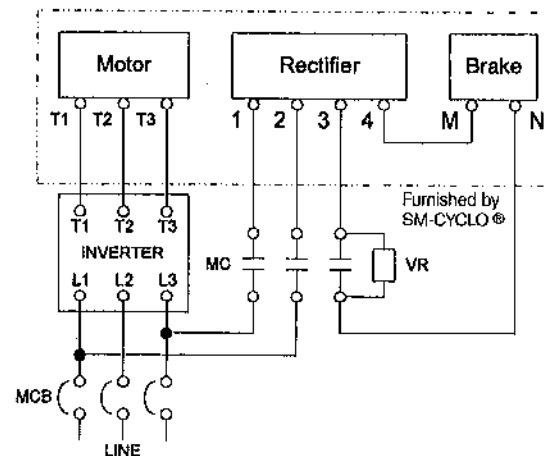 Motor
Rectifier
Brake
T1 T2 T3
1 2 3 4
M N
Furnished by
SM-CYCLO ®
T1 T2 T3
INVERTER
L1 L2 L3
MC
VR
MCB
LINE